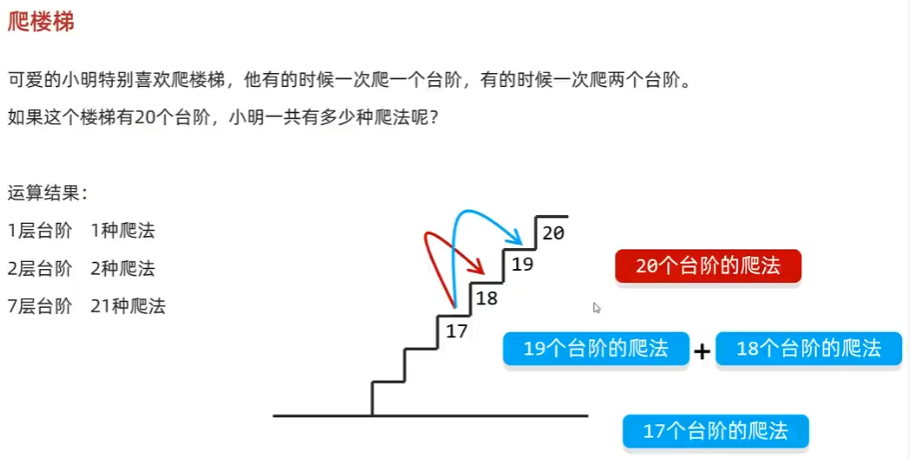 爬楼梯
可爱的小明特别喜欢爬楼梯，他有的时候一次爬一个台阶，有的时候一次爬两个台阶。
如果这个楼梯有20个台阶，小明一共有多少种爬法呢？
运算结果：
1层台阶 1种爬法
2层台阶 2种爬法
7层台阶 21种爬法
20
19
18
17
20个台阶的爬法
19个台阶的爬法 + 18个台阶的爬法
17个台阶的爬法